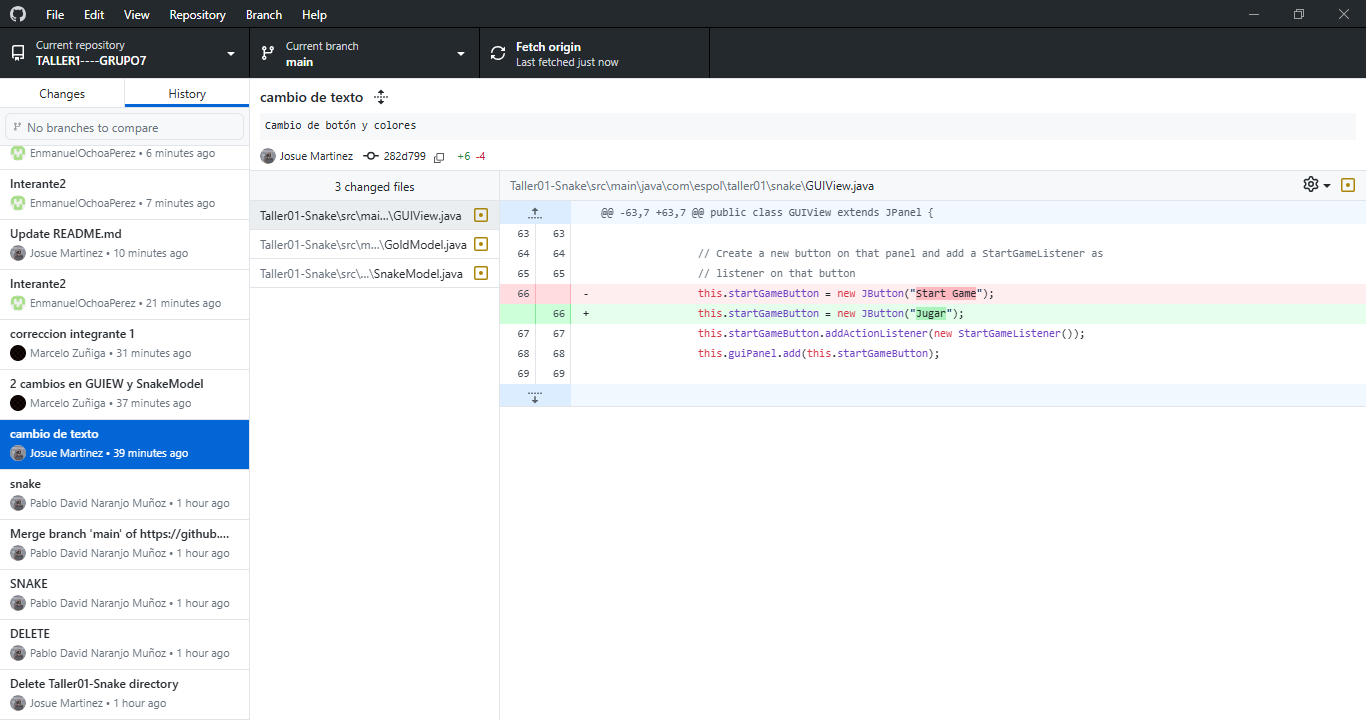 File Edit View Repository Branch Help
Current repository
TALLER1----GRUPO7
Current branch
main
Fetch origin
Last fetched just now
Changes History
No branches to compare
EnmanuelOchoaPerez • 6 minutes ago
Interante2
EnmanuelOchoaPerez • 7 minutes ago
Update README.md
Josue Martinez • 10 minutes ago
Interante2
EnmanuelOchoaPerez • 21 minutes ago
correccion integrante 1
Marcelo Zuñiga • 31 minutes ago
2 cambios en GUIEW y SnakeModel
Marcelo Zuñiga • 37 minutes ago
cambio de texto
Josue Martinez • 39 minutes ago
snake
Pablo David Naranjo Muñoz • 1 hour ago
Merge branch 'main' of https://github....
Pablo David Naranjo Muñoz • 1 hour ago
SNAKE
Pablo David Naranjo Muñoz • 1 hour ago
DELETE
Pablo David Naranjo Muñoz • 1 hour ago
Delete Taller01-Snake directory
Josue Martinez • 1 hour ago
cambio de texto
Cambio de botón y colores
Josue Martinez 282d799 +6 -4
3 changed files
Taller01-Snake\src\mai...\GUIView.java
Taller01-Snake\src\m...\GoldModel.java
Taller01-Snake\src\...\SnakeModel.java
Taller01-Snake\src\main\java\com\espol\taller01\snake\GUIView.java
@@ -63,7 +63,7 @@ public class GUIView extends JPanel {
63 63
64 64 // Create a new button on that panel and add a StartGameListener as
65 65 // listener on that button
66 - this.startGameButton = new JButton("Start Game");
66 + this.startGameButton = new JButton("Jugar");
67 67 this.startGameButton.addActionListener(new StartGameListener());
68 68 this.guiPanel.add(this.startGameButton);
69 69